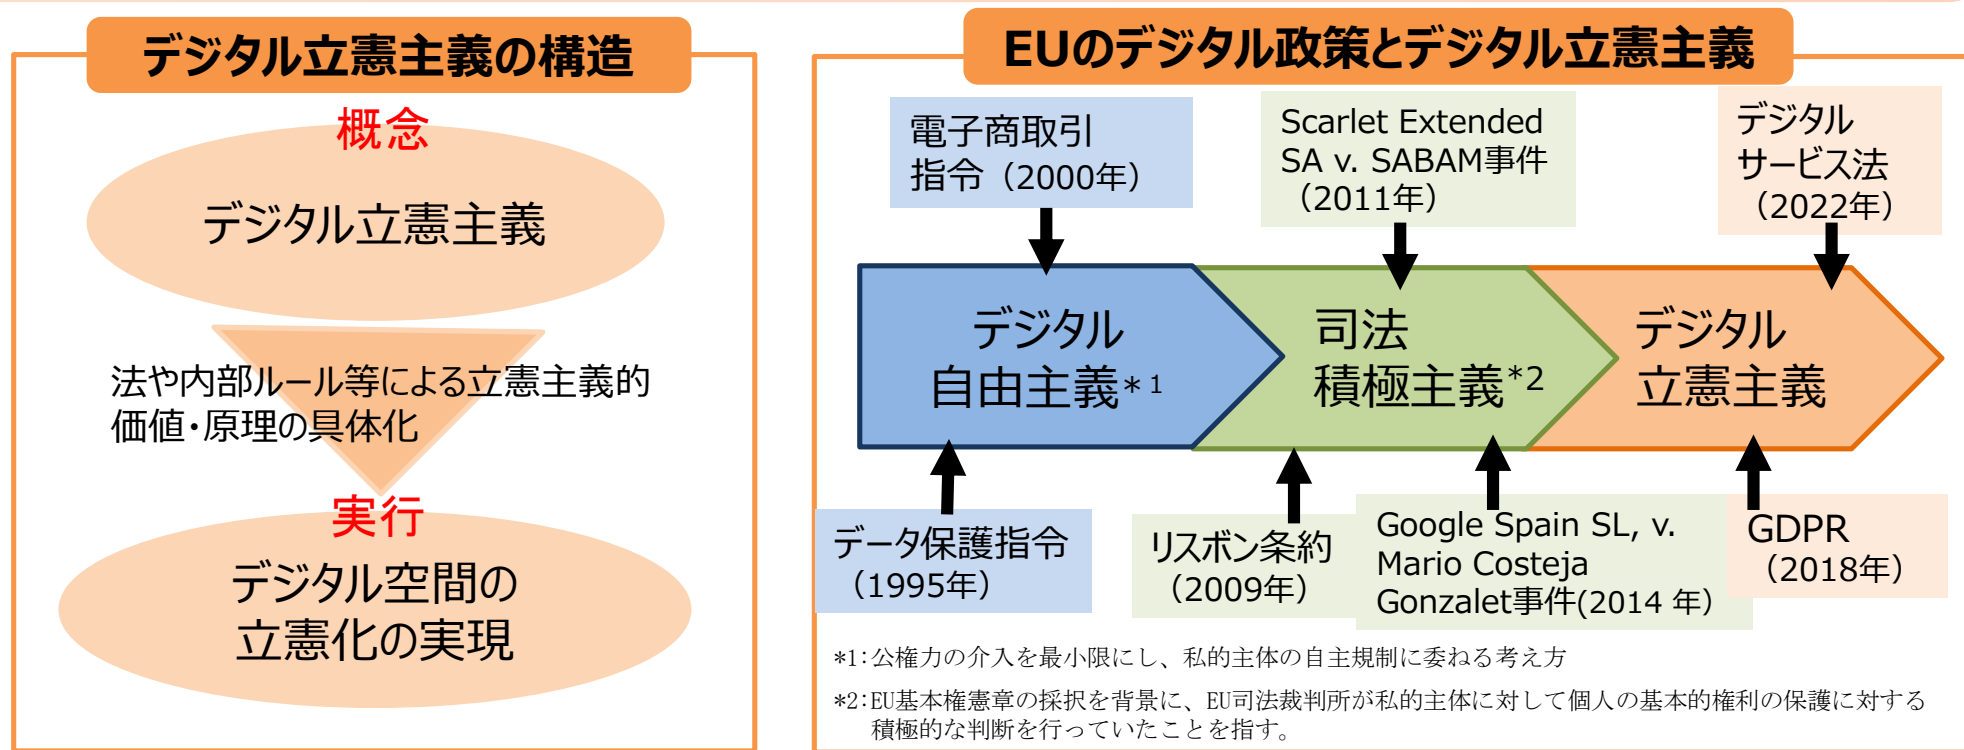 デジタル立憲主義の構造
概念
デジタル立憲主義
法や内部ルール等による立憲主義的
価値・原理の具体化
実行
デジタル空間の
立憲化の実現
EUのデジタル政策とデジタル立憲主義
電子商取引
指令（2000年）
Scarlet Extended
SA v. SABAM事件
（2011年）
デジタル
サービス法
（2022年）
デジタル
自由主義＊1
司法
積極主義*2
デジタル
立憲主義
データ保護指令
（1995年）
リスボン条約
（2009年）
Google Spain SL, v.
Mario Costeja
Gonzalet事件(2014 年）
GDPR
（2018年）
*1：公権力の介入を最小限にし、私的主体の自主規制に委ねる考え方
*2：EU基本権憲章の採択を背景に、EU司法裁判所が私的主体に対して個人の基本的権利の保護に対する
積極的な判断を行っていたことを指す。